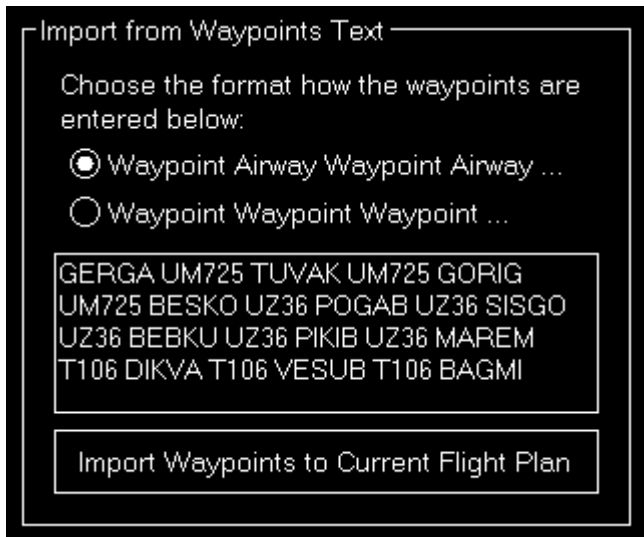 Import from Waypoints Text
Choose the format how the waypoints are
entered below:
Waypoint Airway Waypoint Airway ...
Waypoint Waypoint Waypoint ...
GERGA UM725 TUVAK UM725 GORIG
UM725 BESKO UZ36 POGAB UZ36 SISGO
UZ36 BEBKU UZ36 PIKIB UZ36 MAREM
T106 DIKVA T106 VESUB T106 BAGMI
Import Waypoints to Current Flight Plan